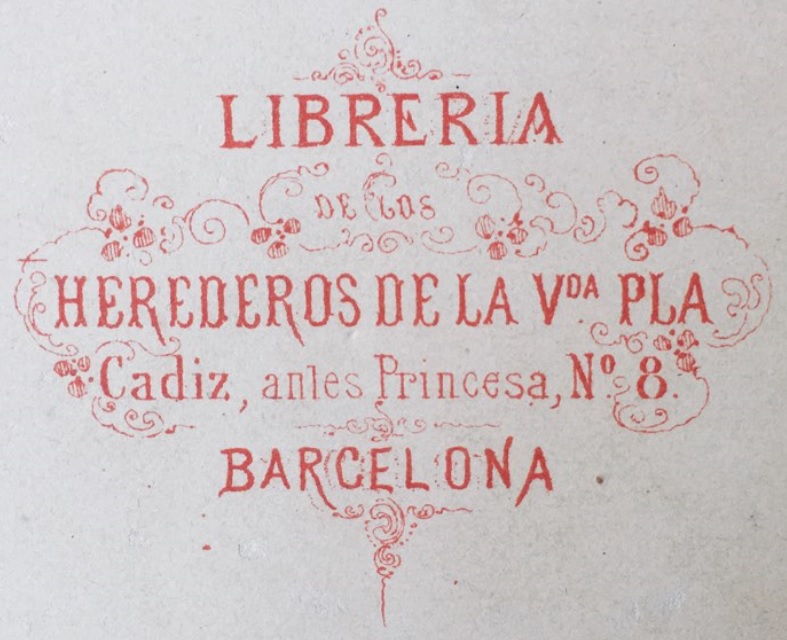 LIBRERIA
DE LOS
HEREDEROS DE LA Vᴰᴬ PLA
Cadiz, antes Princesa, Nº 8.
BARCELONA